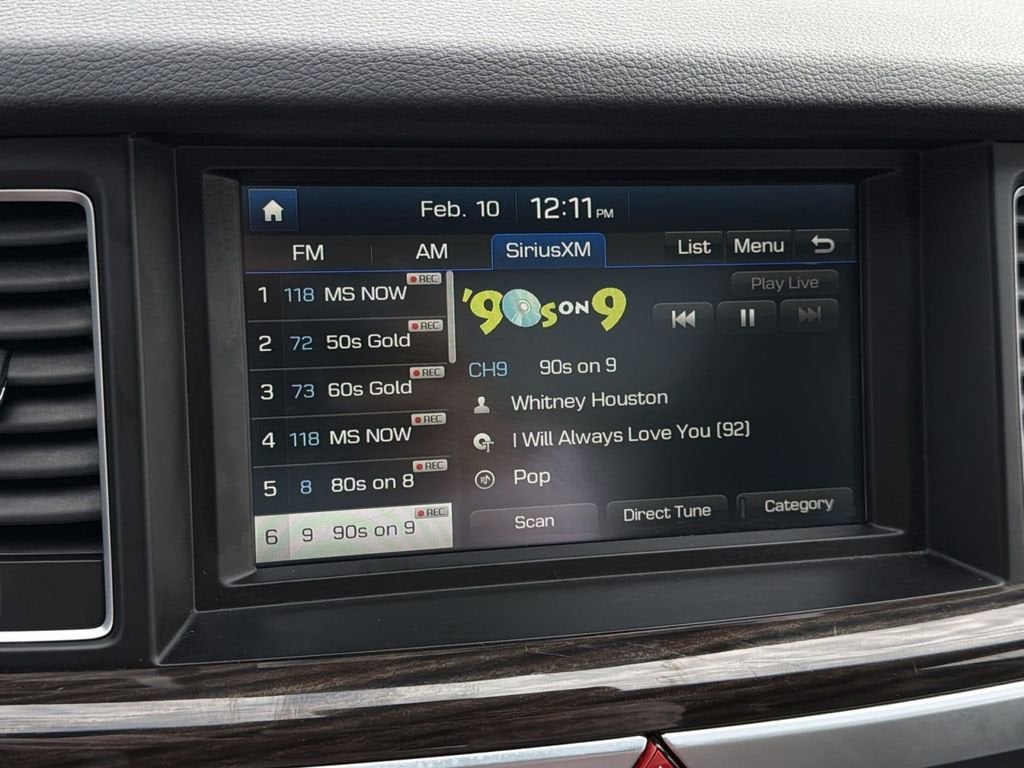 Feb. 10 12:11 PM
FM AM SiriusXM List Menu
Play Live
1 118 MS NOW REC
2 72 50s Gold REC
3 73 60s Gold REC
4 118 MS NOW REC
5 8 80s on 8 REC
6 9 90s on 9 REC
'90s ON 9
CH9 90s on 9
Whitney Houston
I Will Always Love You (92)
Pop
Scan Direct Tune Category